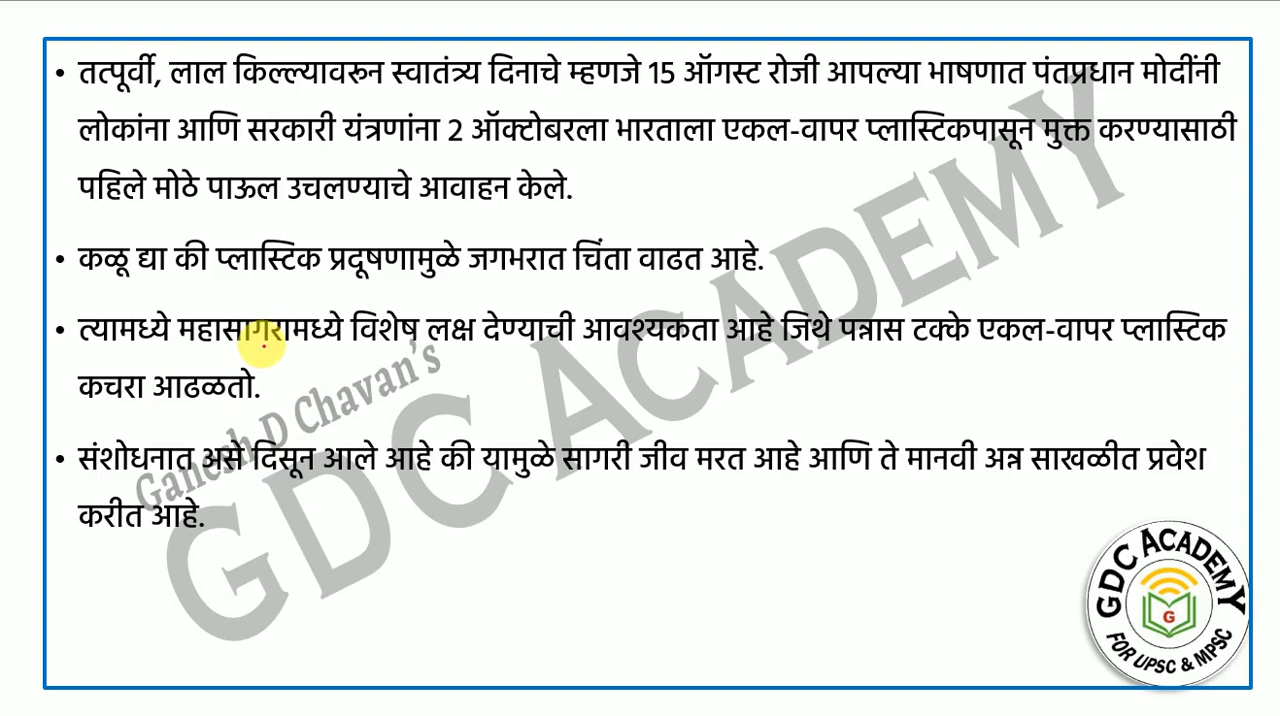 • तत्पूर्वी, लाल किल्ल्यावरून स्वातंत्र्य दिनाचे म्हणजे 15 ऑगस्ट रोजी आपल्या भाषणात पंतप्रधान मोदींनी
लोकांना आणि सरकारी यंत्रणांना 2 ऑक्टोबरला भारताला एकल-वापर प्लास्टिकपासून मुक्त करण्यासाठी
पहिले मोठे पाऊल उचलण्याचे आवाहन केले.
• कळू द्या की प्लास्टिक प्रदूषणामुळे जगभरात चिंता वाढत आहे.
• त्यामध्ये महासागरामध्ये विशेष लक्ष देण्याची आवश्यकता आहे जिथे पन्नास टक्के एकल-वापर प्लास्टिक
कचरा आढळतो.
• संशोधनात असे दिसून आले आहे की यामुळे सागरी जीव मरत आहे आणि ते मानवी अन्न साखळीत प्रवेश
करीत आहे.
Ganesh D Chavan's
GDC ACADEMY
GDC ACADEMY
G
FOR UPSC & MPSC